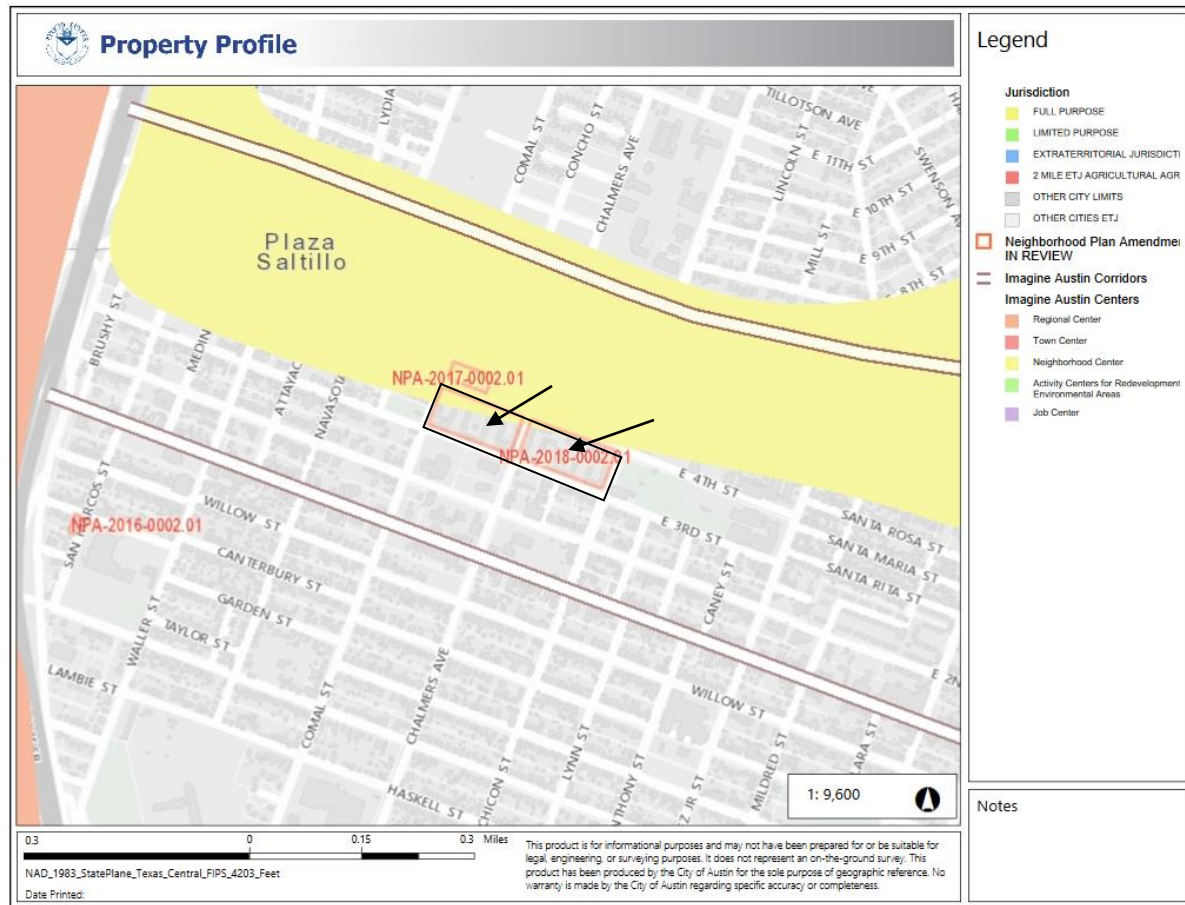 Property Profile
Legend
Jurisdiction
FULL PURPOSE
LIMITED PURPOSE
EXTRATERRITORIAL JURISDICTI
2 MILE ETJ AGRICULTURAL AGR
OTHER CITY LIMITS
OTHER CITIES ETJ
Neighborhood Plan Amendmer
IN REVIEW
Imagine Austin Corridors
Imagine Austin Centers
Regional Center
Town Center
Neighborhood Center
Activity Centers for Redevelopment
Environmental Areas
Job Center
Notes
TILLOTSON AVE
LYDIA
COMAL ST
CONCHO ST
CHALMERS AVE
LINCOLN ST
E 11TH ST
SWENSON AV
E 10TH ST
MILL ST
E 9TH ST
E 8TH ST
Plaza
Saltillo
BRUSHY ST
MEDIN
ATTAYAC
NAVASOTA
NPA-2017-0002.01
NPA-2018-0002.01
E 4TH ST
NPA-2016-0002.01
SAN MARCOS ST
WILLOW ST
E 3RD ST
SANTA ROSA ST
SANTA MARIA ST
SANTA RITA ST
CANTERBURY ST
GARDEN ST
CANEY ST
WALLER ST
TAYLOR ST
LAMBIE ST
COMAL ST
CHALMERS AVE
E 2N
WILLOW ST
LYNN ST
MILDRED ST
LARA ST
HASKELL ST
CHICON ST
NTHONY ST
EZ JR ST
1: 9,600
0.3 0 0.15 0.3 Miles
NAD_1983_StatePlane_Texas_Central_FIPS_4203_Feet
Date Printed:
This product is for informational purposes and may not have been prepared for or be suitable for
legal, engineering, or surveying purposes. It does not represent an on-the-ground survey. This
product has been produced by the City of Austin for the sole purpose of geographic reference. No
warranty is made by the City of Austin regarding specific accuracy or completeness.